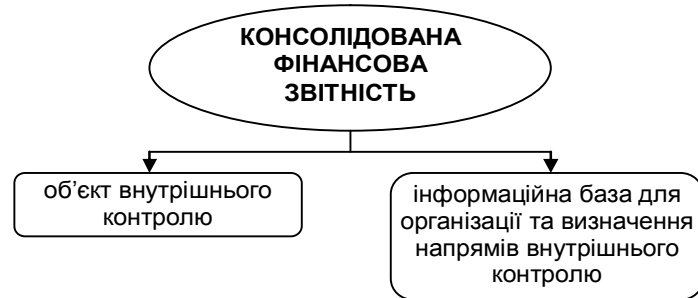 КОНСОЛІДОВАНА
ФІНАНСОВА
ЗВІТНІСТЬ
об’єкт внутрішнього
контролю
інформаційна база для
організації та визначення
напрямів внутрішнього
контролю